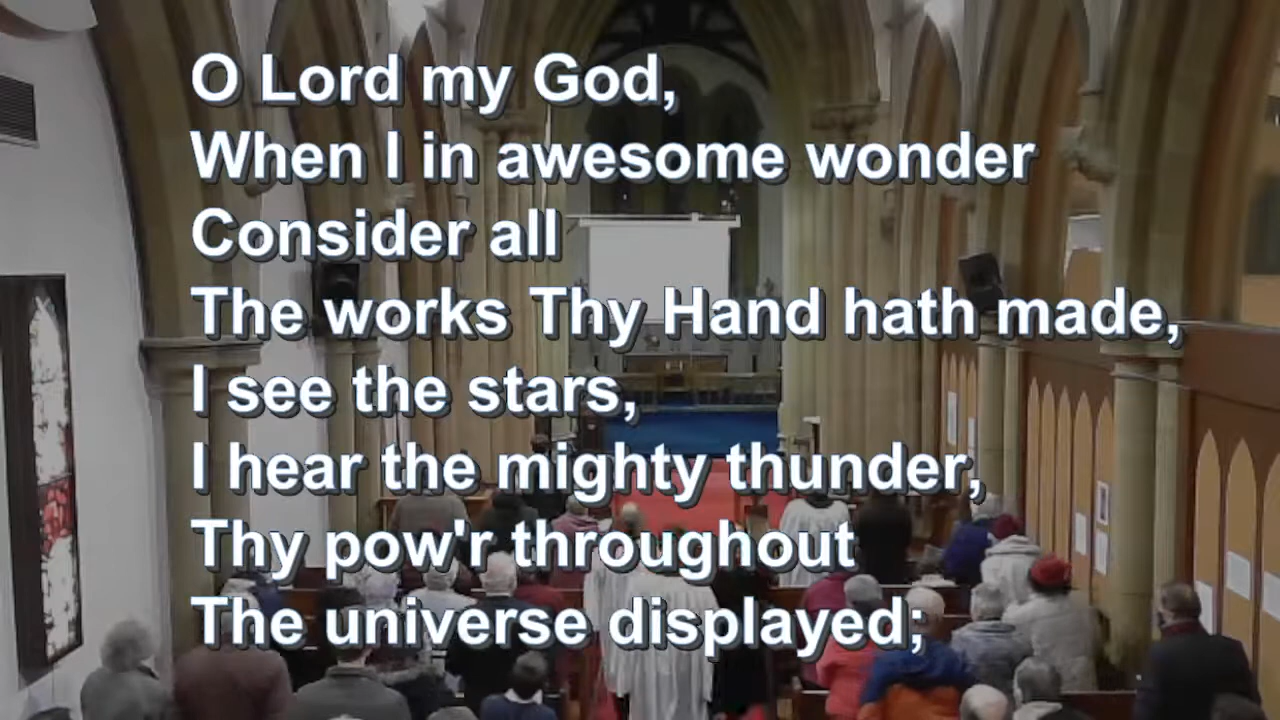 O Lord my God,
When I in awesome wonder
Consider all
The works Thy Hand hath made,
I see the stars,
I hear the mighty thunder,
Thy pow'r throughout
The universe displayed;